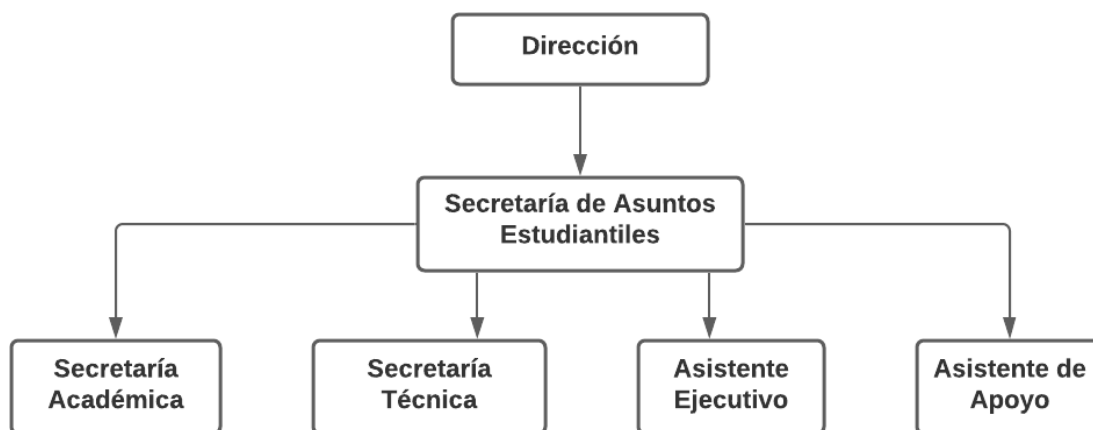 Dirección
Secretaría de Asuntos
Estudiantiles
Secretaría
Académica
Secretaría
Técnica
Asistente
Ejecutivo
Asistente de
Apoyo